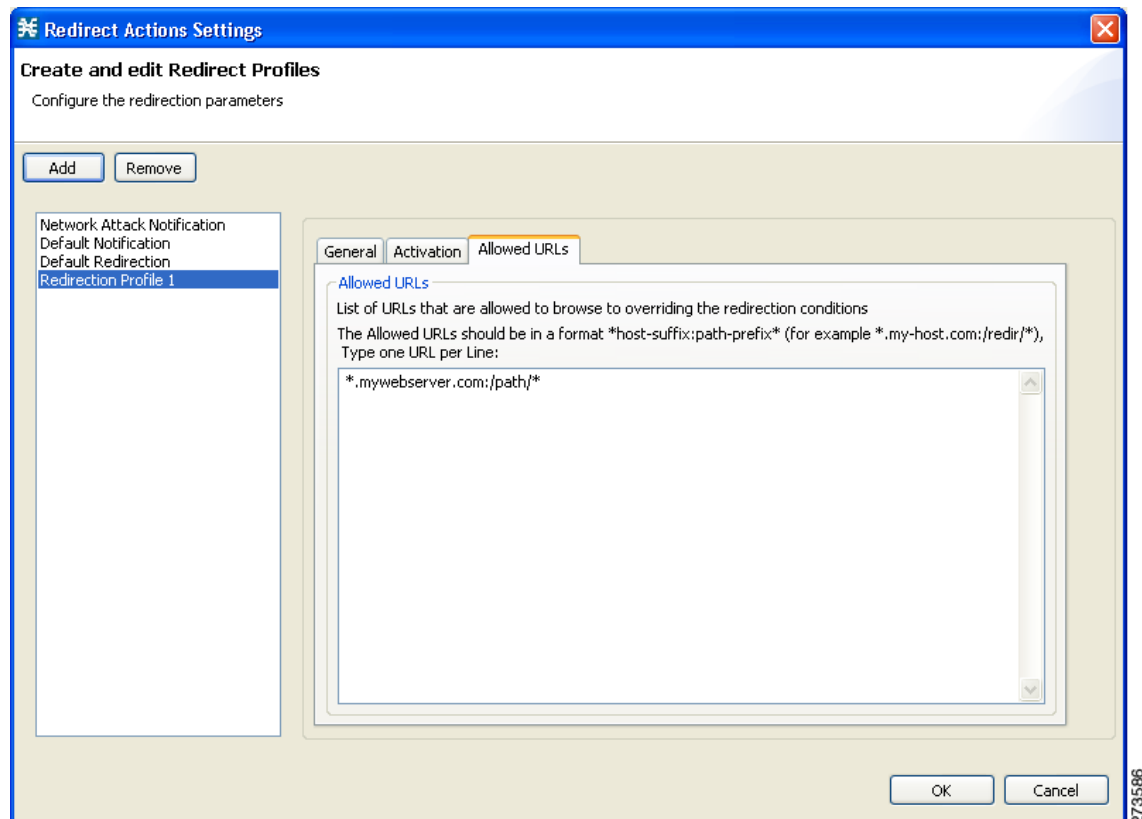 Redirect Actions Settings
Create and edit Redirect Profiles
Configure the redirection parameters
Add
Remove
Network Attack Notification
Default Notification
Default Redirection
Redirection Profile 1
General
Activation
Allowed URLs
Allowed URLs
List of URLs that are allowed to browse to overriding the redirection conditions
The Allowed URLs should be in a format *host-suffix:path-prefix* (for example *.my-host.com:/redir/*),
Type one URL per Line:
*.mywebserver.com:/path/*
OK
Cancel
273586